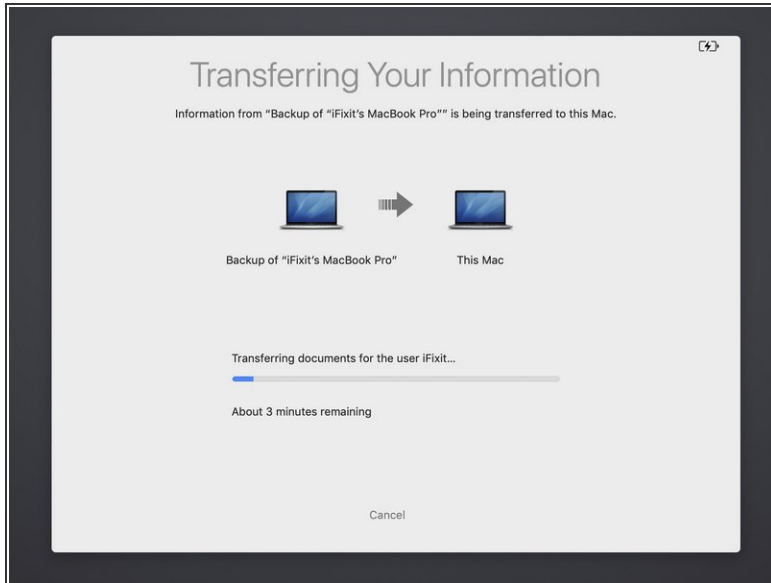 Transferring Your Information
Information from “Backup of “iFixit's MacBook Pro”” is being transferred to this Mac.
Backup of “iFixit's MacBook Pro”
This Mac
Transferring documents for the user iFixit...
About 3 minutes remaining
Cancel